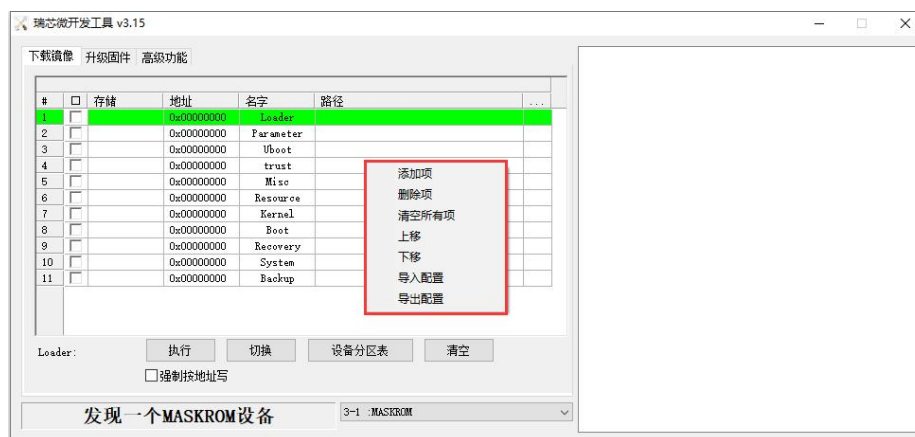 瑞芯微开发工具 v3.15
下载镜像 升级固件 高级功能
# 存储 地址 名字 路径 ...
1 0x00000000 Loader
2 0x00000000 Parameter
3 0x00000000 Uboot
4 0x00000000 trust
5 0x00000000 Misc
6 0x00000000 Resource
7 0x00000000 Kernel
8 0x00000000 Boot
9 0x00000000 Recovery
10 0x00000000 System
11 0x00000000 Backup
添加项
删除项
清空所有项
上移
下移
导入配置
导出配置
Loader: 执行 切换 设备分区表 清空
强制按地址写
发现一个MASKROM设备 3-1 :MASKROM